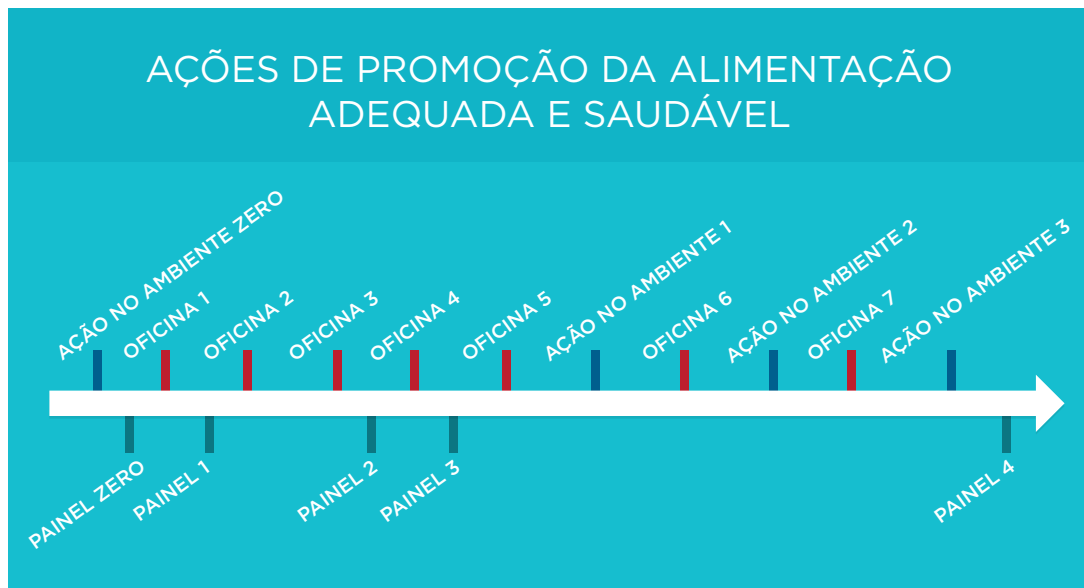 AÇÕES DE PROMOÇÃO DA ALIMENTAÇÃO
ADEQUADA E SAUDÁVEL
AÇÃO NO AMBIENTE ZERO
OFICINA 1
OFICINA 2
OFICINA 3
OFICINA 4
OFICINA 5
AÇÃO NO AMBIENTE 1
OFICINA 6
AÇÃO NO AMBIENTE 2
OFICINA 7
AÇÃO NO AMBIENTE 3
PAINEL ZERO
PAINEL 1
PAINEL 2
PAINEL 3
PAINEL 4